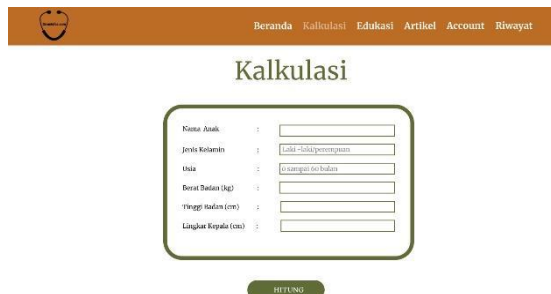 Beranda Kalkulasi Edukasi Artikel Account Riwayat
Kalkulasi
Nama Anak :
Jenis Kelamin : Laki -laki/perempuan
Usia : 0 sampai 60 bulan
Berat Badan (kg) :
Tinggi Badan (cm) :
Lingkar Kepala (cm) :
HITUNG